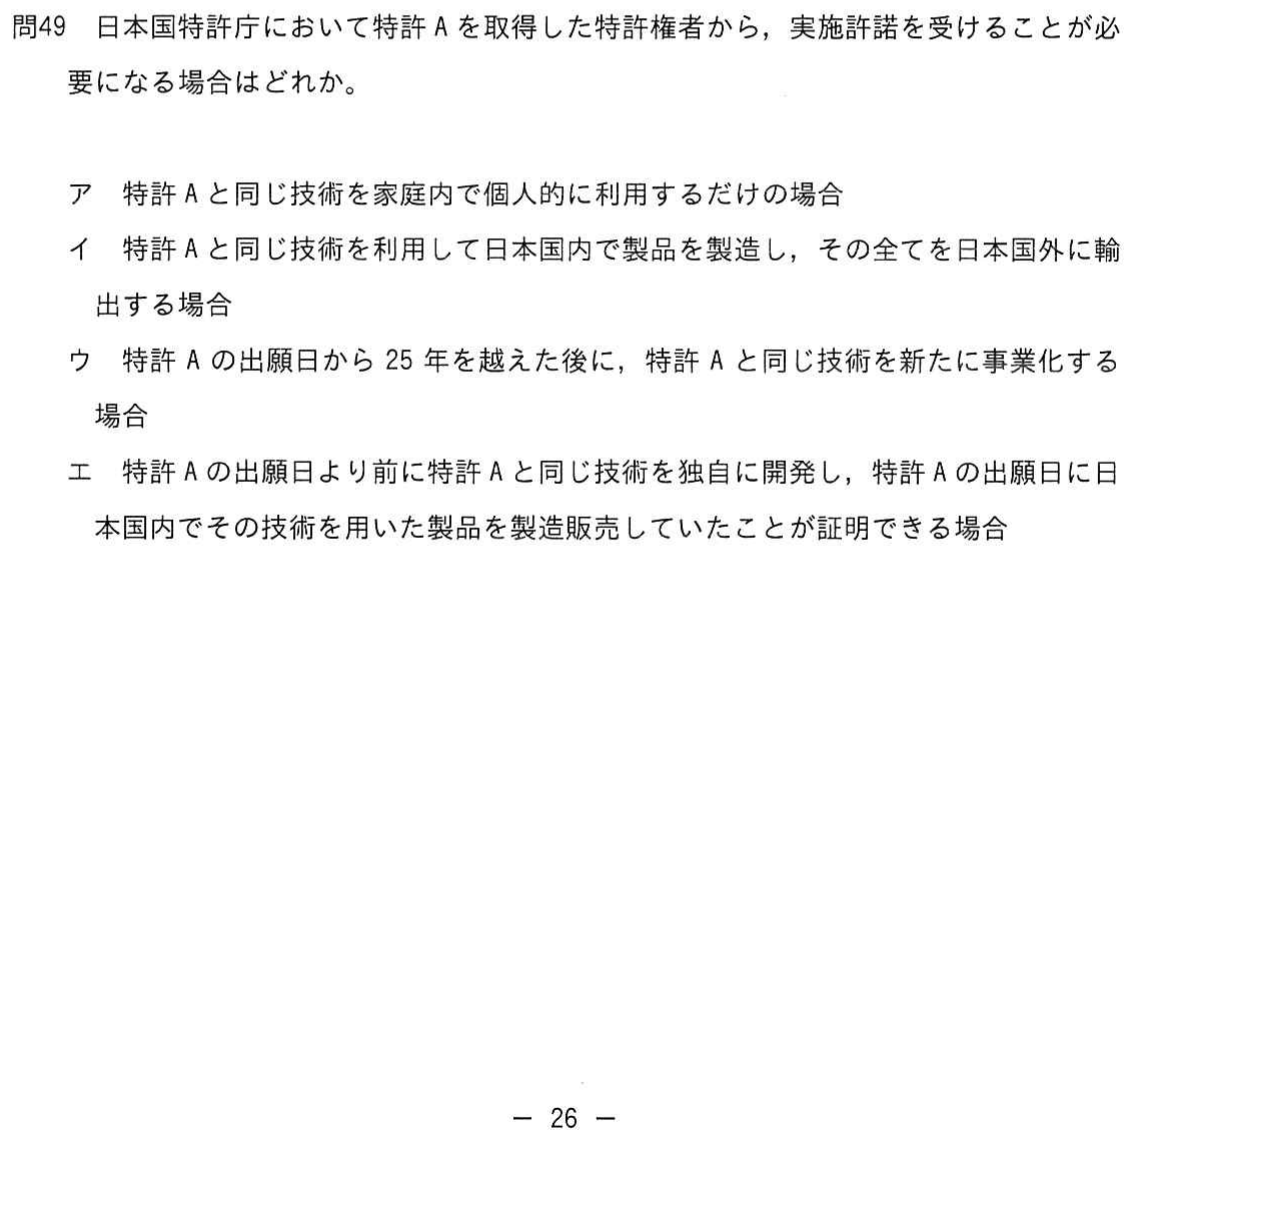 問49　日本国特許庁において特許 A を取得した特許権者から，実施許諾を受けることが必
要になる場合はどれか。
ア　特許 A と同じ技術を家庭内で個人的に利用するだけの場合
イ　特許 A と同じ技術を利用して日本国内で製品を製造し，その全てを日本国外に輸
出する場合
ウ　特許 A の出願日から 25 年を越えた後に，特許 A と同じ技術を新たに事業化する
場合
エ　特許 A の出願日より前に特許 A と同じ技術を独自に開発し，特許 A の出願日に日
本国内でその技術を用いた製品を製造販売していたことが証明できる場合
－ 26 －